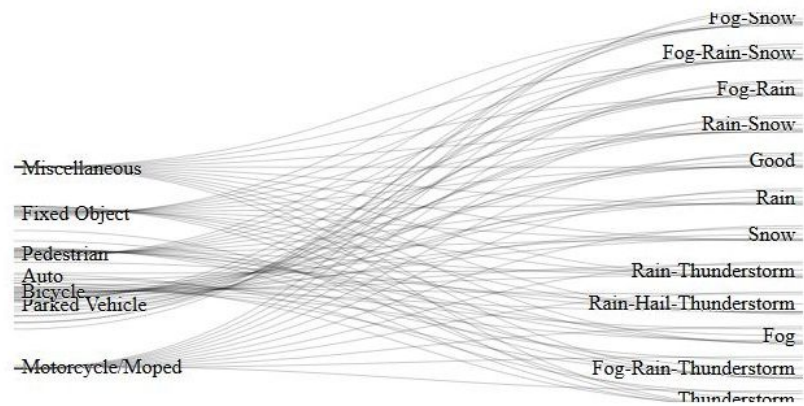 Fog-Snow
Fog-Rain-Snow
Fog-Rain
Rain-Snow
Good
Rain
Snow
Rain-Thunderstorm
Rain-Hail-Thunderstorm
Fog
Fog-Rain-Thunderstorm
Thunderstorm
Miscellaneous
Fixed Object
Pedestrian
Auto
Bicycle
Parked Vehicle
Motorcycle/Moped